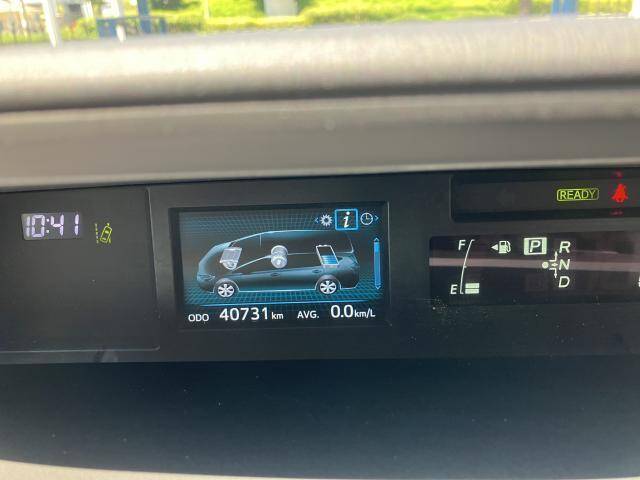 10:41
i
READY
F
P
R
N
D
E
ODO 40731 km AVG. 0.0 km/L